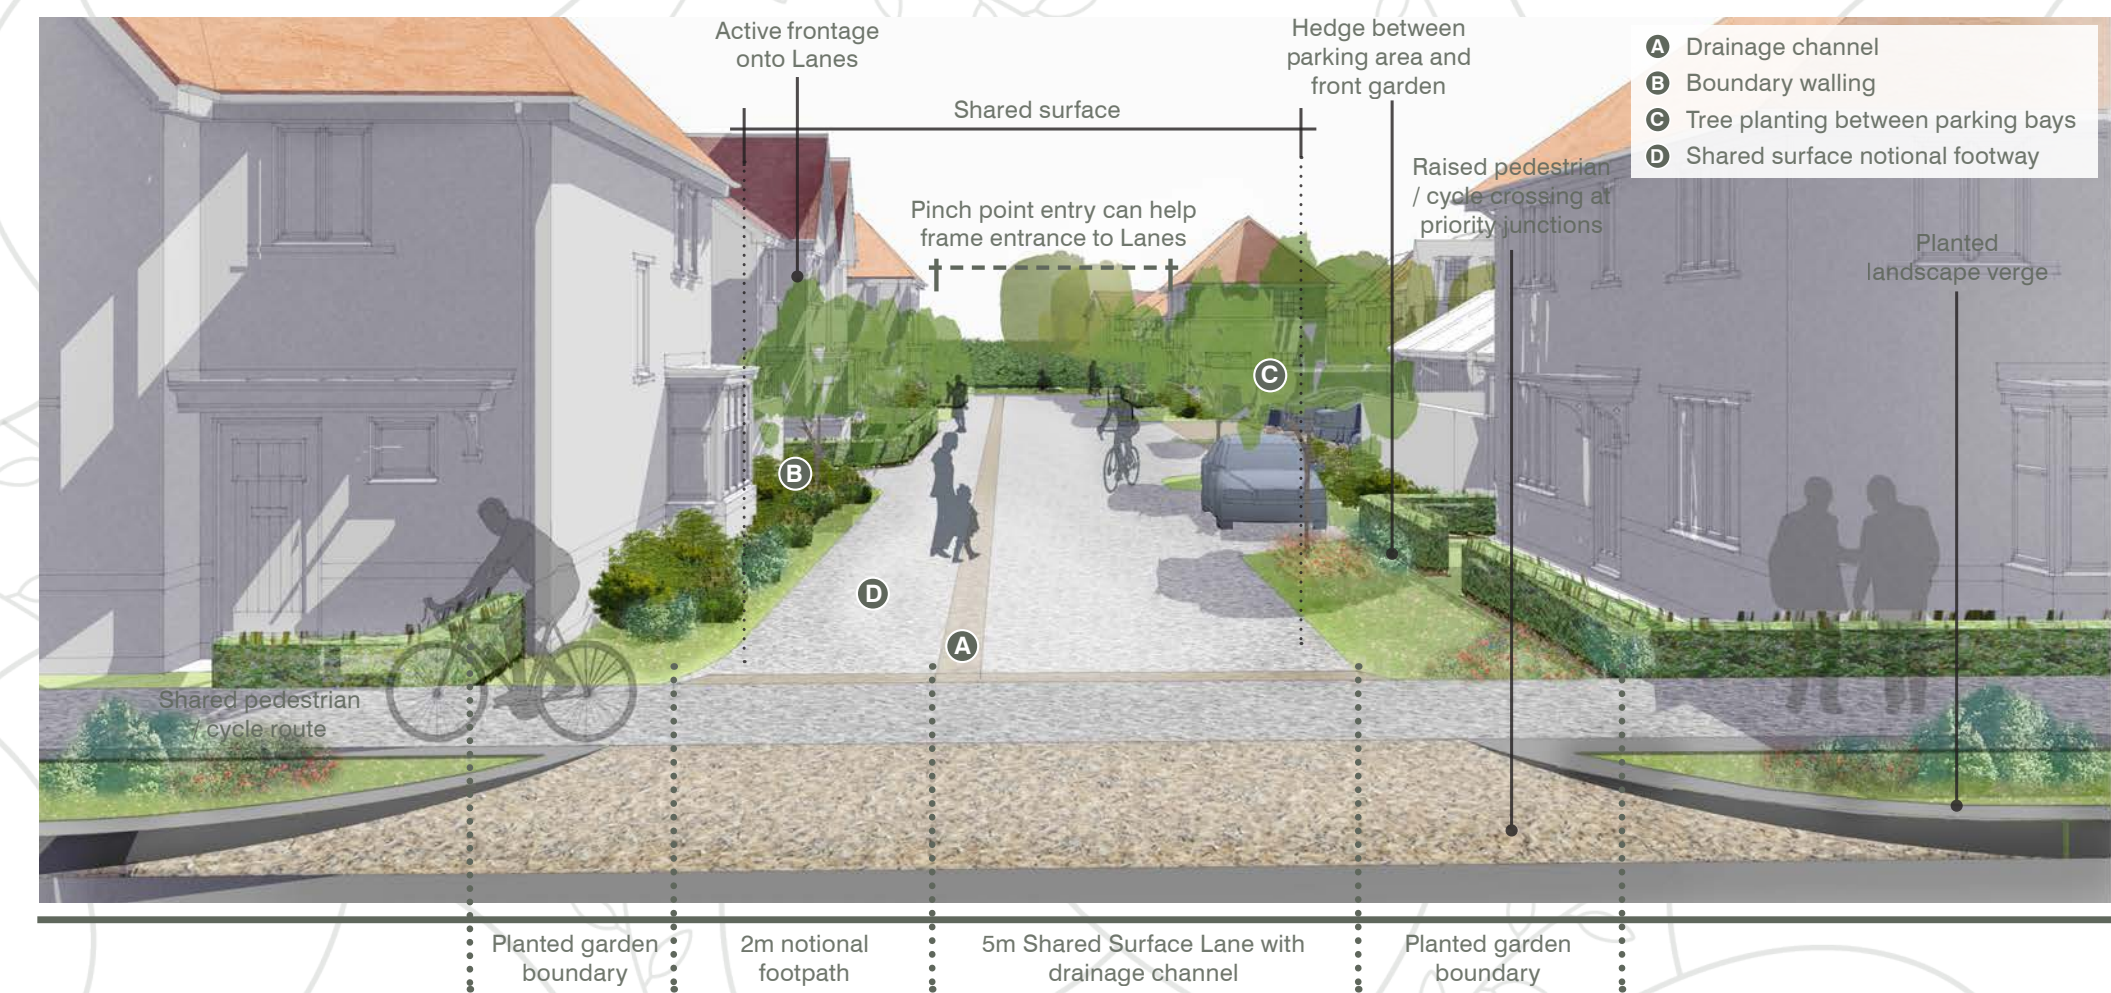 Active frontage
onto Lanes
Hedge between
parking area and
front garden
A Drainage channel
B Boundary walling
C Tree planting between parking bays
D Shared surface notional footway
Shared surface
Raised pedestrian
/ cycle crossing at
priority junctions
Pinch point entry can help
frame entrance to Lanes
Planted
landscape verge
C
B
D
A
Shared pedestrian
/ cycle route
Planted garden
boundary
2m notional
footpath
5m Shared Surface Lane with
drainage channel
Planted garden
boundary